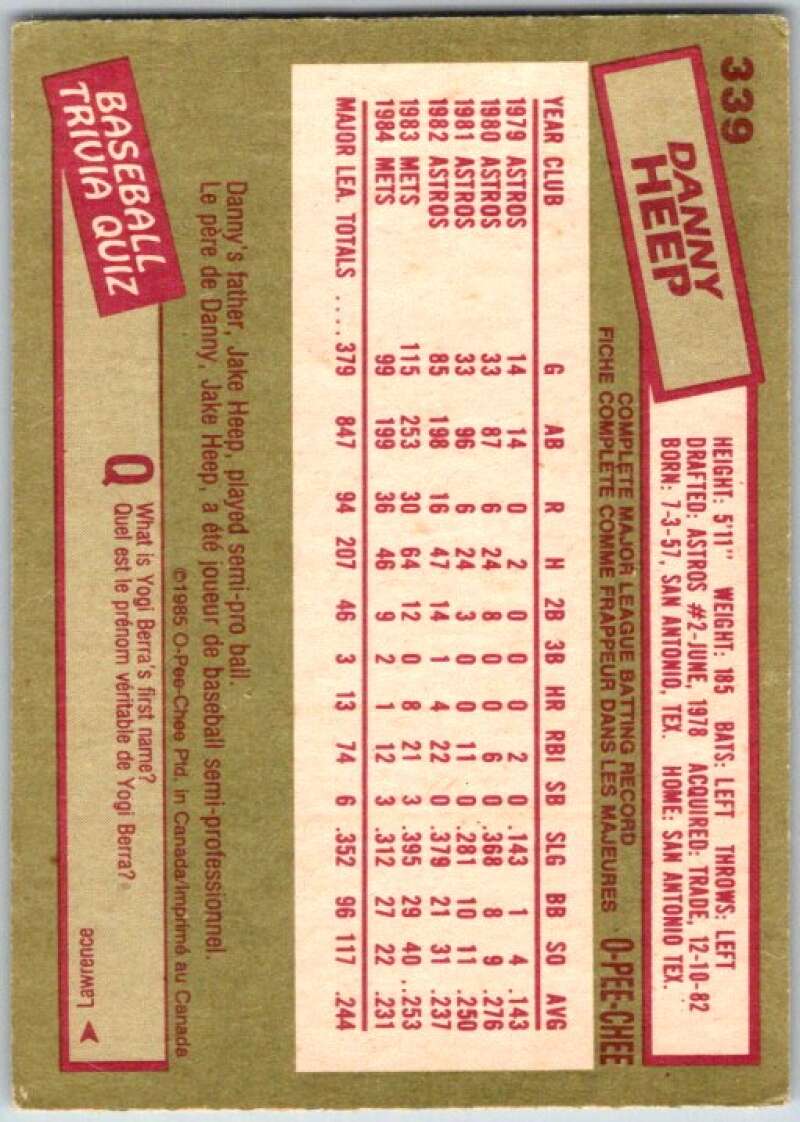 339
DANNY
HEEP
HEIGHT: 5'11" WEIGHT: 185 BATS: LEFT THROWS: LEFT
DRAFTED: ASTROS #2-JUNE, 1978 ACQUIRED: TRADE, 12-10-82
BORN: 7-3-57, SAN ANTONIO, TEX. HOME: SAN ANTONIO TEX.
COMPLETE MAJOR LEAGUE BATTING RECORD
FICHE COMPLÈTE COMME FRAPPEUR DANS LES MAJEURES O-PEE-CHEE
YEAR CLUB G AB R H 2B 3B HR RBI SB SLG BB SO AVG
1979 ASTROS 14 14 0 2 0 0 0 2 0 .143 1 4 .143
1980 ASTROS 33 87 6 24 8 0 0 6 0 .368 8 9 .276
1981 ASTROS 33 96 6 24 3 0 0 11 0 .281 10 11 .250
1982 ASTROS 85 198 16 47 14 1 4 22 0 .379 21 31 .237
1983 METS 115 253 30 64 12 0 8 21 3 .395 29 40 .253
1984 METS 99 199 36 46 9 2 1 12 3 .312 27 22 .231
MAJOR LEA. TOTALS .... 379 847 94 207 46 3 13 74 6 .352 96 117 .244
Danny's father, Jake Heep, played semi-pro ball.
Le père de Danny, Jake Heep, a été joueur de baseball semi-professionnel.
©1985 O-Pee-Chee Ptd. in Canada/Imprimé au Canada
BASEBALL
TRIVIA QUIZ
Q What is Yogi Berra's first name?
Quel est le prénom véritable de Yogi Berra?
Lawrence